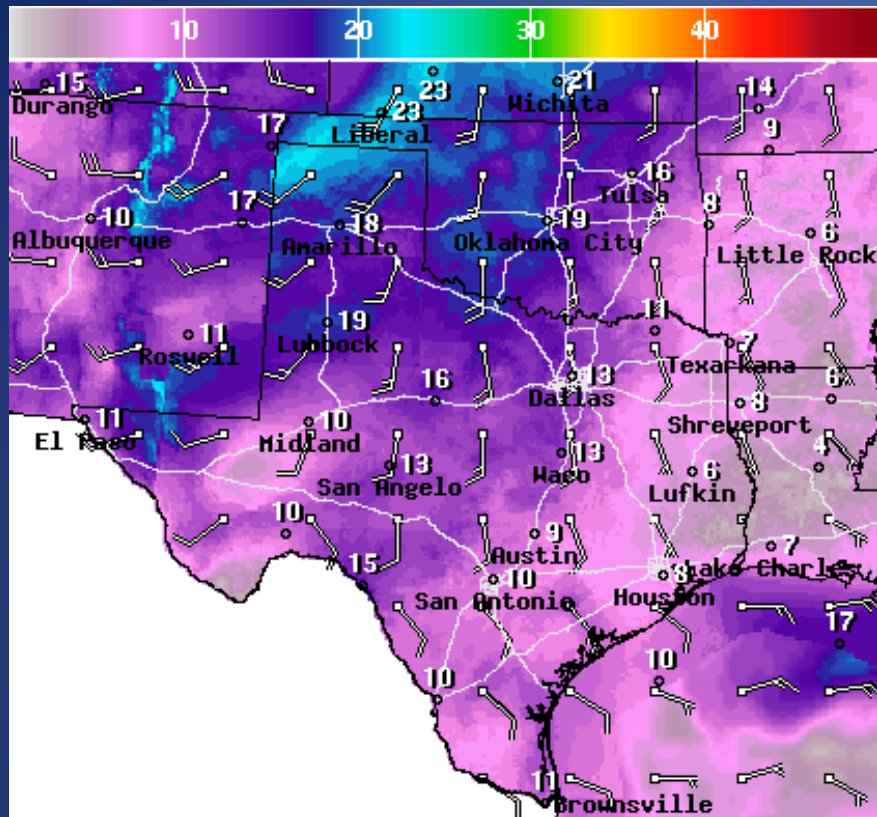 10 20 30 40
15 23 21 14
Durango Wichita
23
Liberal
17 9
16
Tulsa
10 17 18 19 8 6
Albuquerque Amarillo Oklahoma City Little Rock
11 19 11 7
Roswell Lubbock Texarkana
16 13 6
Dallas
11 10 8
El Paso Midland Shreveport
13 13 6 4
San Angelo Waco Lufkin
10 9 7
Austin Lake Charles
15 10 8
San Antonio Houston
17
10 10
11
Brownsville